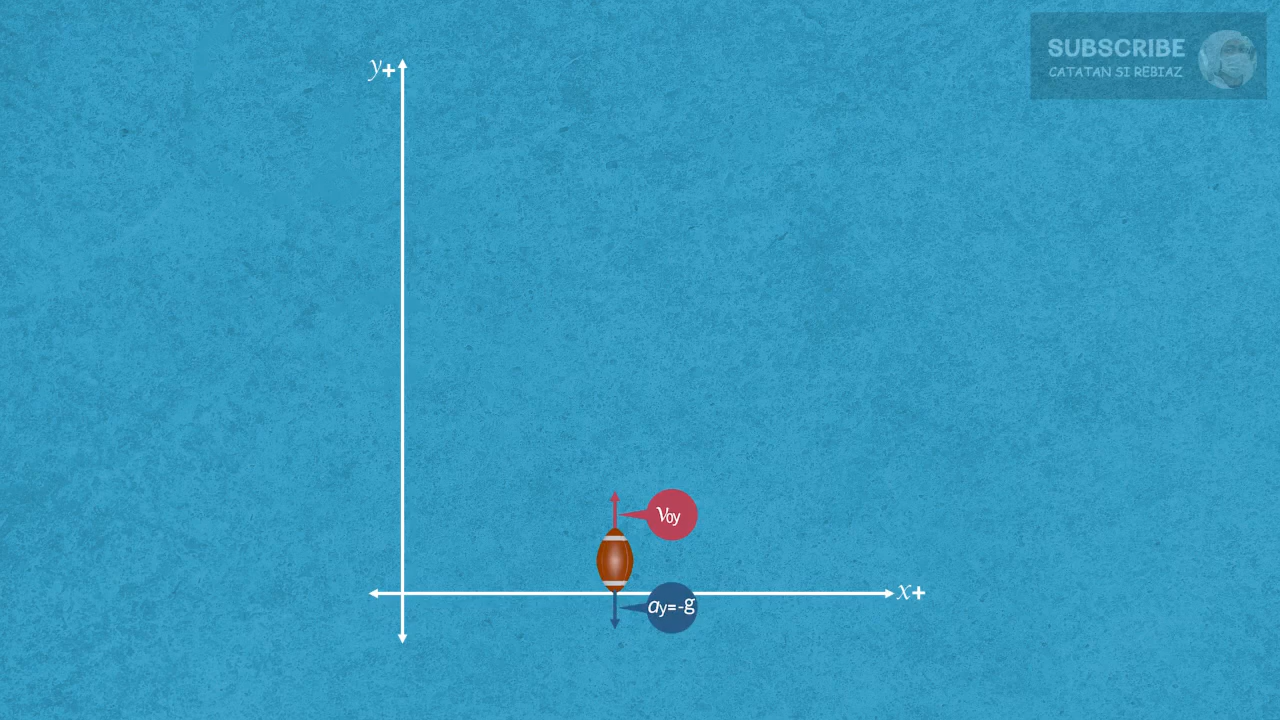 y+
SUBSCRIBE
CATATAN SI REBIAZ
v0y
x+
ay=-g